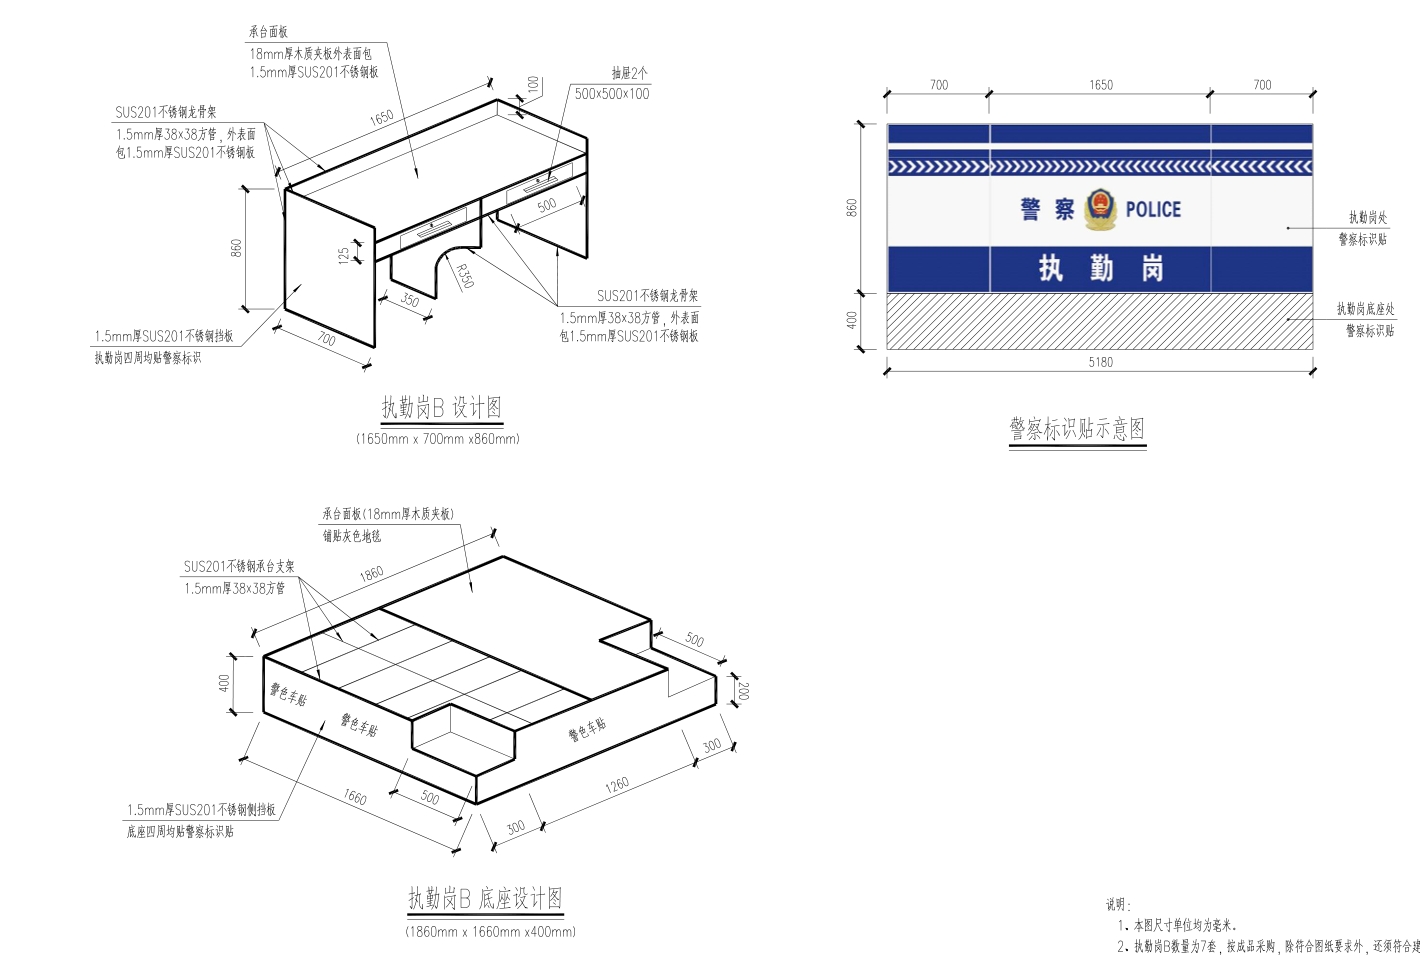 承台面板
18mm厚木质夹板外表面包
1.5mm厚SUS201不锈钢板
抽屉2个
500x500x100
SUS201不锈钢龙骨架
1.5mm厚38x38方管，外表面
包1.5mm厚SUS201不锈钢板
1650
100
860
125
500
R350
350
700
SUS201不锈钢龙骨架
1.5mm厚38x38方管，外表面
包1.5mm厚SUS201不锈钢板
1.5mm厚SUS201不锈钢挡板
执勤岗四周均贴警察标识
执勤岗B 设计图
(1650mm x 700mm x860mm)
700
1650
700
860
400
警察
POLICE
执勤岗
执勤岗处
警察标识贴
执勤岗底座处
警察标识贴
5180
警察标识贴示意图
承台面板(18mm厚木质夹板)
铺贴灰色地毯
SUS201不锈钢承台支架
1.5mm厚38x38方管
1860
500
400
200
警色车贴
警色车贴
警色车贴
1660
500
300
1260
300
1.5mm厚SUS201不锈钢侧挡板
底座四周均贴警察标识贴
执勤岗B 底座设计图
(1860mm x 1660mm x400mm)
说明：
1、本图尺寸单位均为毫米。
2、执勤岗B数量为7套，按成品采购，除符合图纸要求外，还须符合建